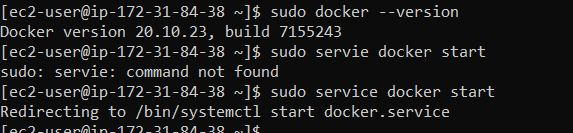 [ec2-user@ip-172-31-84-38 ~]$ sudo docker --version
Docker version 20.10.23, build 7155243
[ec2-user@ip-172-31-84-38 ~]$ sudo servie docker start
sudo: servie: command not found
[ec2-user@ip-172-31-84-38 ~]$ sudo service docker start
Redirecting to /bin/systemctl start docker.service
[ec2-user@ip-172-31-84-38 ~]$